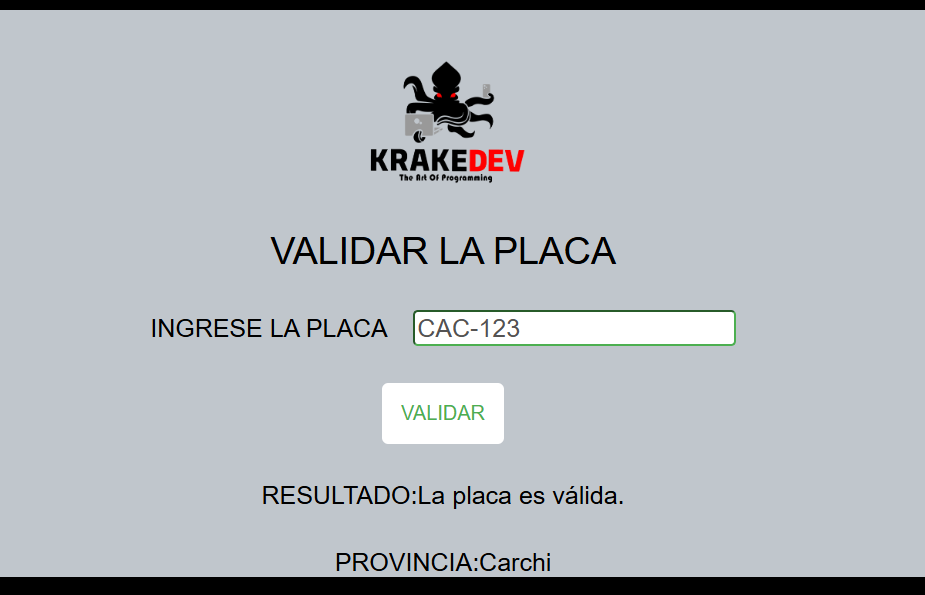 KRAKEDEV
The Art Of Programming
VALIDAR LA PLACA
INGRESE LA PLACA CAC-123
VALIDAR
RESULTADO:La placa es válida.
PROVINCIA:Carchi